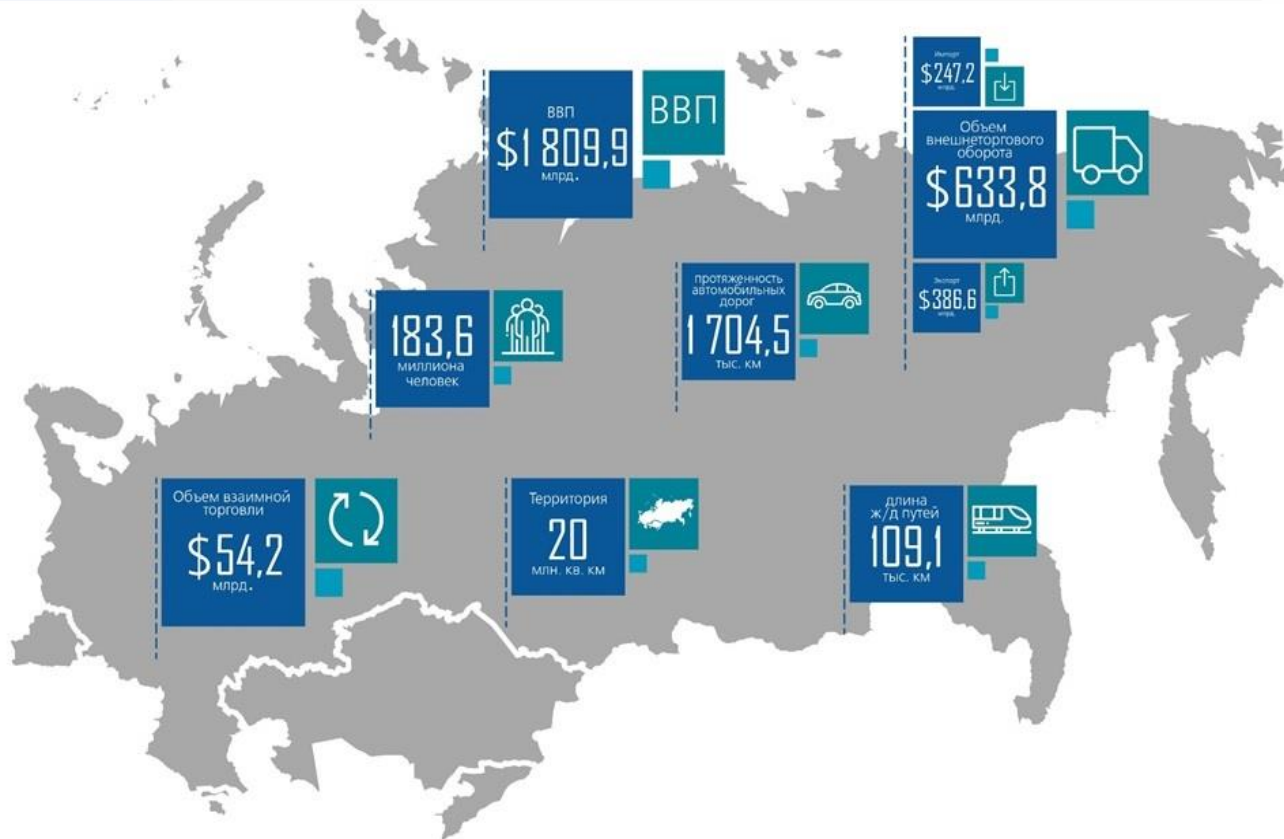 ВВП
$1 809,9
млрд.
ВВП
Импорт
$247,2
млрд.
Объем
внешнеторгового
оборота
$633,8
млрд.
Экспорт
$386,6
млрд.
183,6
миллиона
человек
протяженность
автомобильных
дорог
1 704,5
тыс. км
Объем взаимной
торговли
$54,2
млрд.
Территория
20
млн. кв. км
длина
ж/д путей
109,1
тыс. км